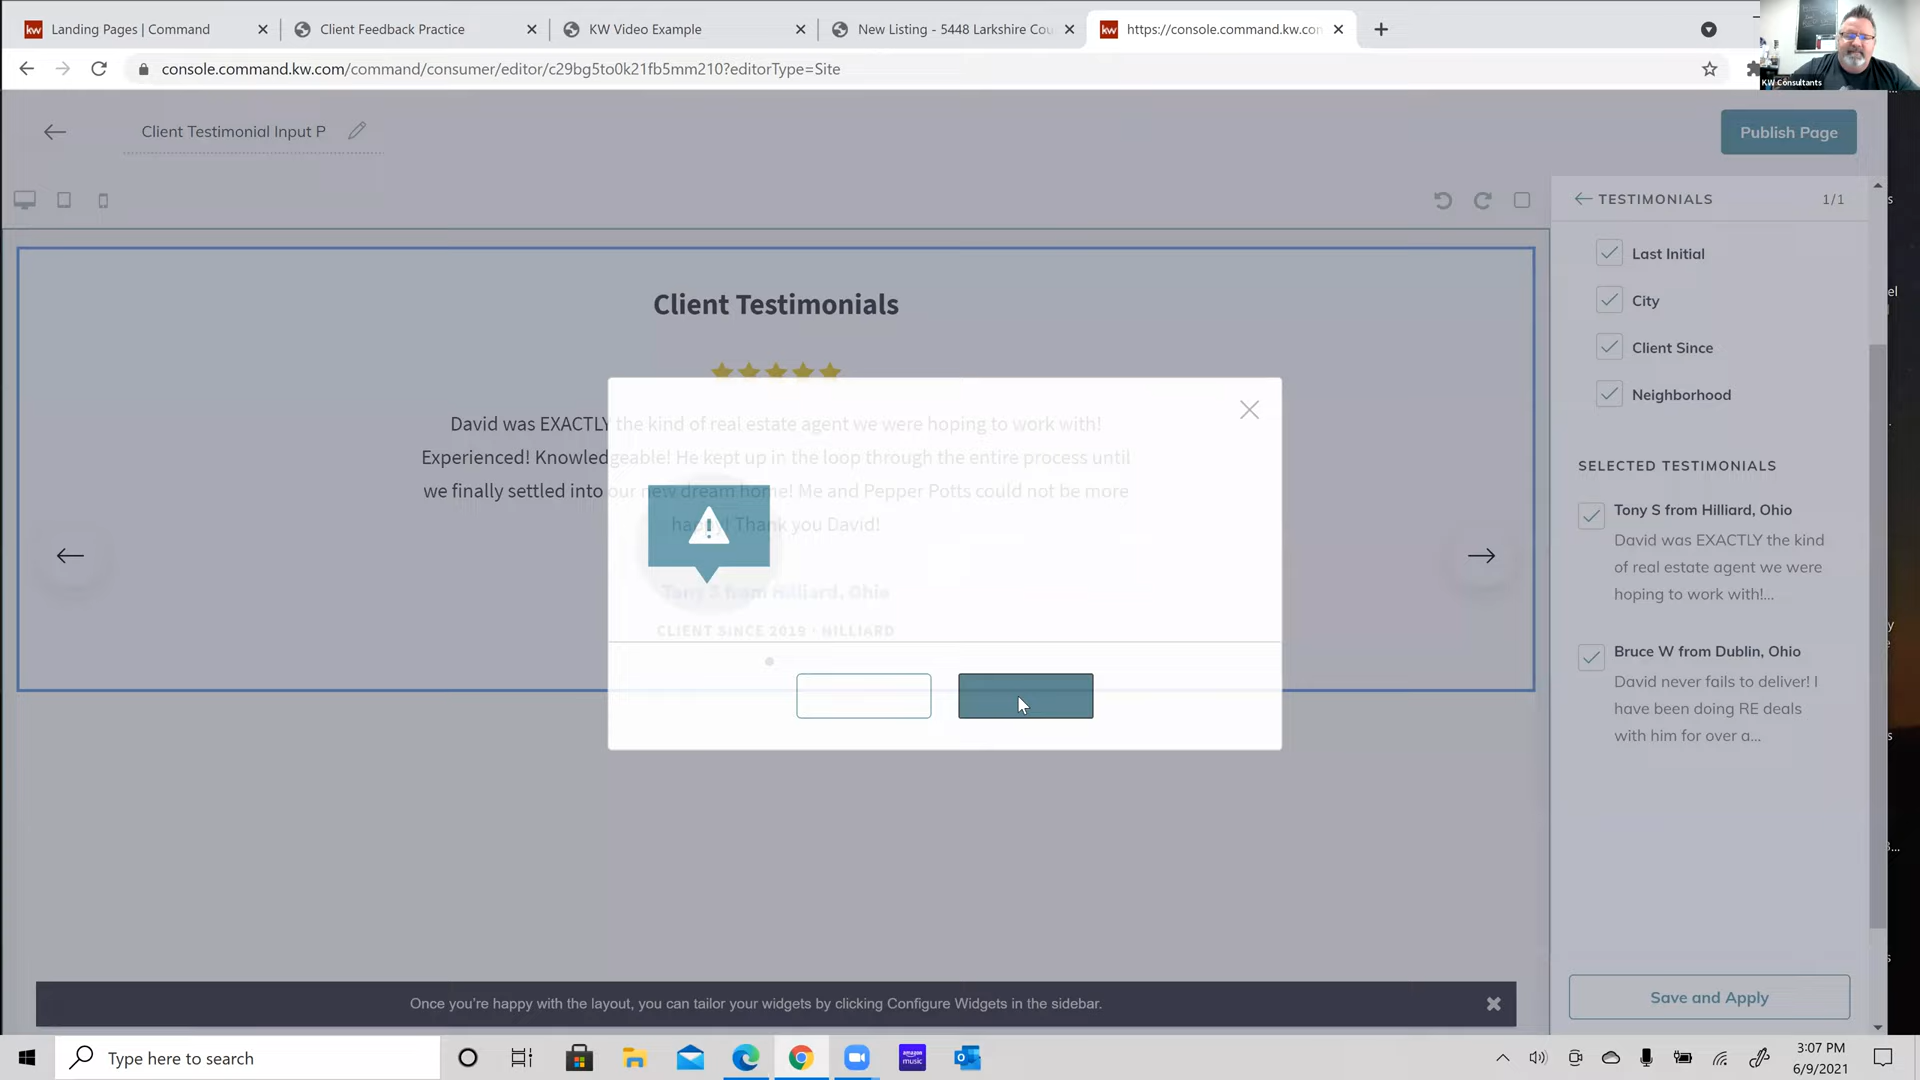 Landing Pages | Command
Client Feedback Practice
KW Video Example
New Listing - 5448 Larkshire Cou
https://console.command.kw.con
console.command.kw.com/command/consumer/editor/c29bg5to0k21fb5mm210?editorType=Site
KW Consultants
Client Testimonial Input P
Publish Page
TESTIMONIALS
1/1
Last Initial
City
Client Since
Neighborhood
SELECTED TESTIMONIALS
Tony S from Hilliard, Ohio
David was EXACTLY the kind
of real estate agent we were
hoping to work with!...
Bruce W from Dublin, Ohio
David never fails to deliver! I
have been doing RE deals
with him for over a...
Save and Apply
Client Testimonials
David was EXACTLY the kind of real estate agent we were hoping to work with!
Experienced! Knowledgeable! He kept up in the loop through the entire process until
we finally settled into our new dream home! Me and Pepper Potts could not be more
happy! Thank you David!
Tony S from Hilliard, Ohio
CLIENT SINCE 2019 · HILLIARD
Once you're happy with the layout, you can tailor your widgets by clicking Configure Widgets in the sidebar.
Type here to search
amazon
music
3:07 PM
6/9/2021